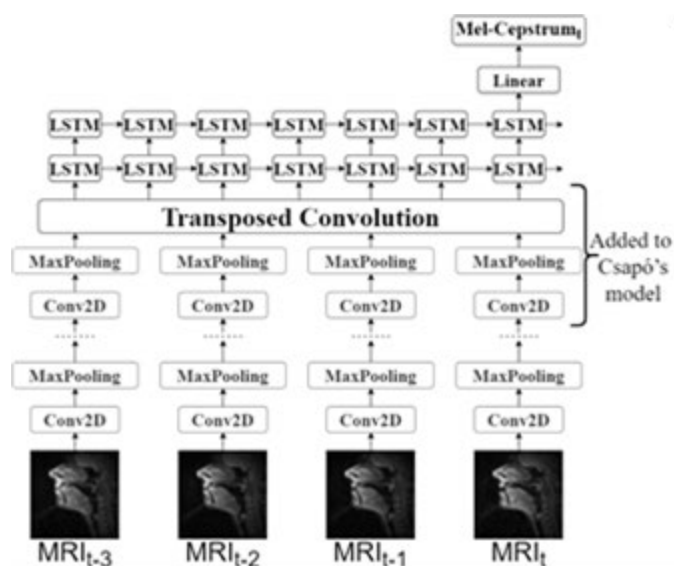 Mel-Cepstrum_t
Linear
LSTM LSTM LSTM LSTM LSTM LSTM LSTM
LSTM LSTM LSTM LSTM LSTM LSTM LSTM
Transposed Convolution
Added to
Csapó's
model
MaxPooling MaxPooling MaxPooling MaxPooling
Conv2D Conv2D Conv2D Conv2D
MaxPooling MaxPooling MaxPooling MaxPooling
Conv2D Conv2D Conv2D Conv2D
MRI_t-3 MRI_t-2 MRI_t-1 MRI_t